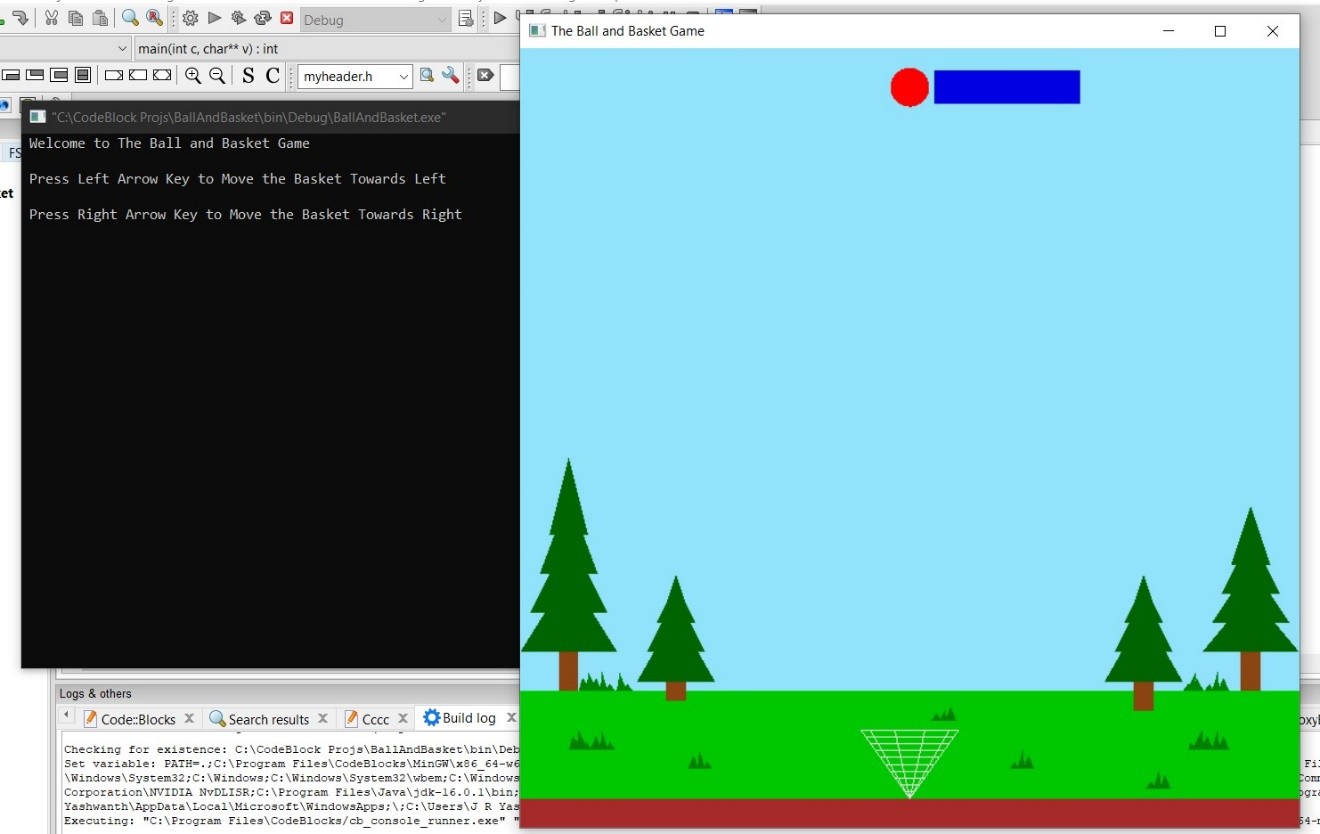 Debug
The Ball and Basket Game
main(int c, char** v) : int
S C
myheader.h
"C:\CodeBlock Projs\BallAndBasket\bin\Debug\BallAndBasket.exe"
Welcome to The Ball and Basket Game
FS
Press Left Arrow Key to Move the Basket Towards Left
ket
Press Right Arrow Key to Move the Basket Towards Right
Logs & others
Code::Blocks
Search results
Cccc
Build log
Checking for existence: C:\CodeBlock Projs\BallAndBasket\bin\Deb
Set variable: PATH=.;C:\Program Files\CodeBlocks\MinGW\x86_64-w6
\Windows\System32;C:\Windows;C:\Windows\System32\wbem;C:\Windows
Corporation\NVIDIA NvDLISR;C:\Program Files\Java\jdk-16.0.1\bin;
Yashwanth\AppData\Local\Microsoft\WindowsApps;\;C:\Users\J R Yas
Executing: "C:\Program Files\CodeBlocks/cb_console_runner.exe" "